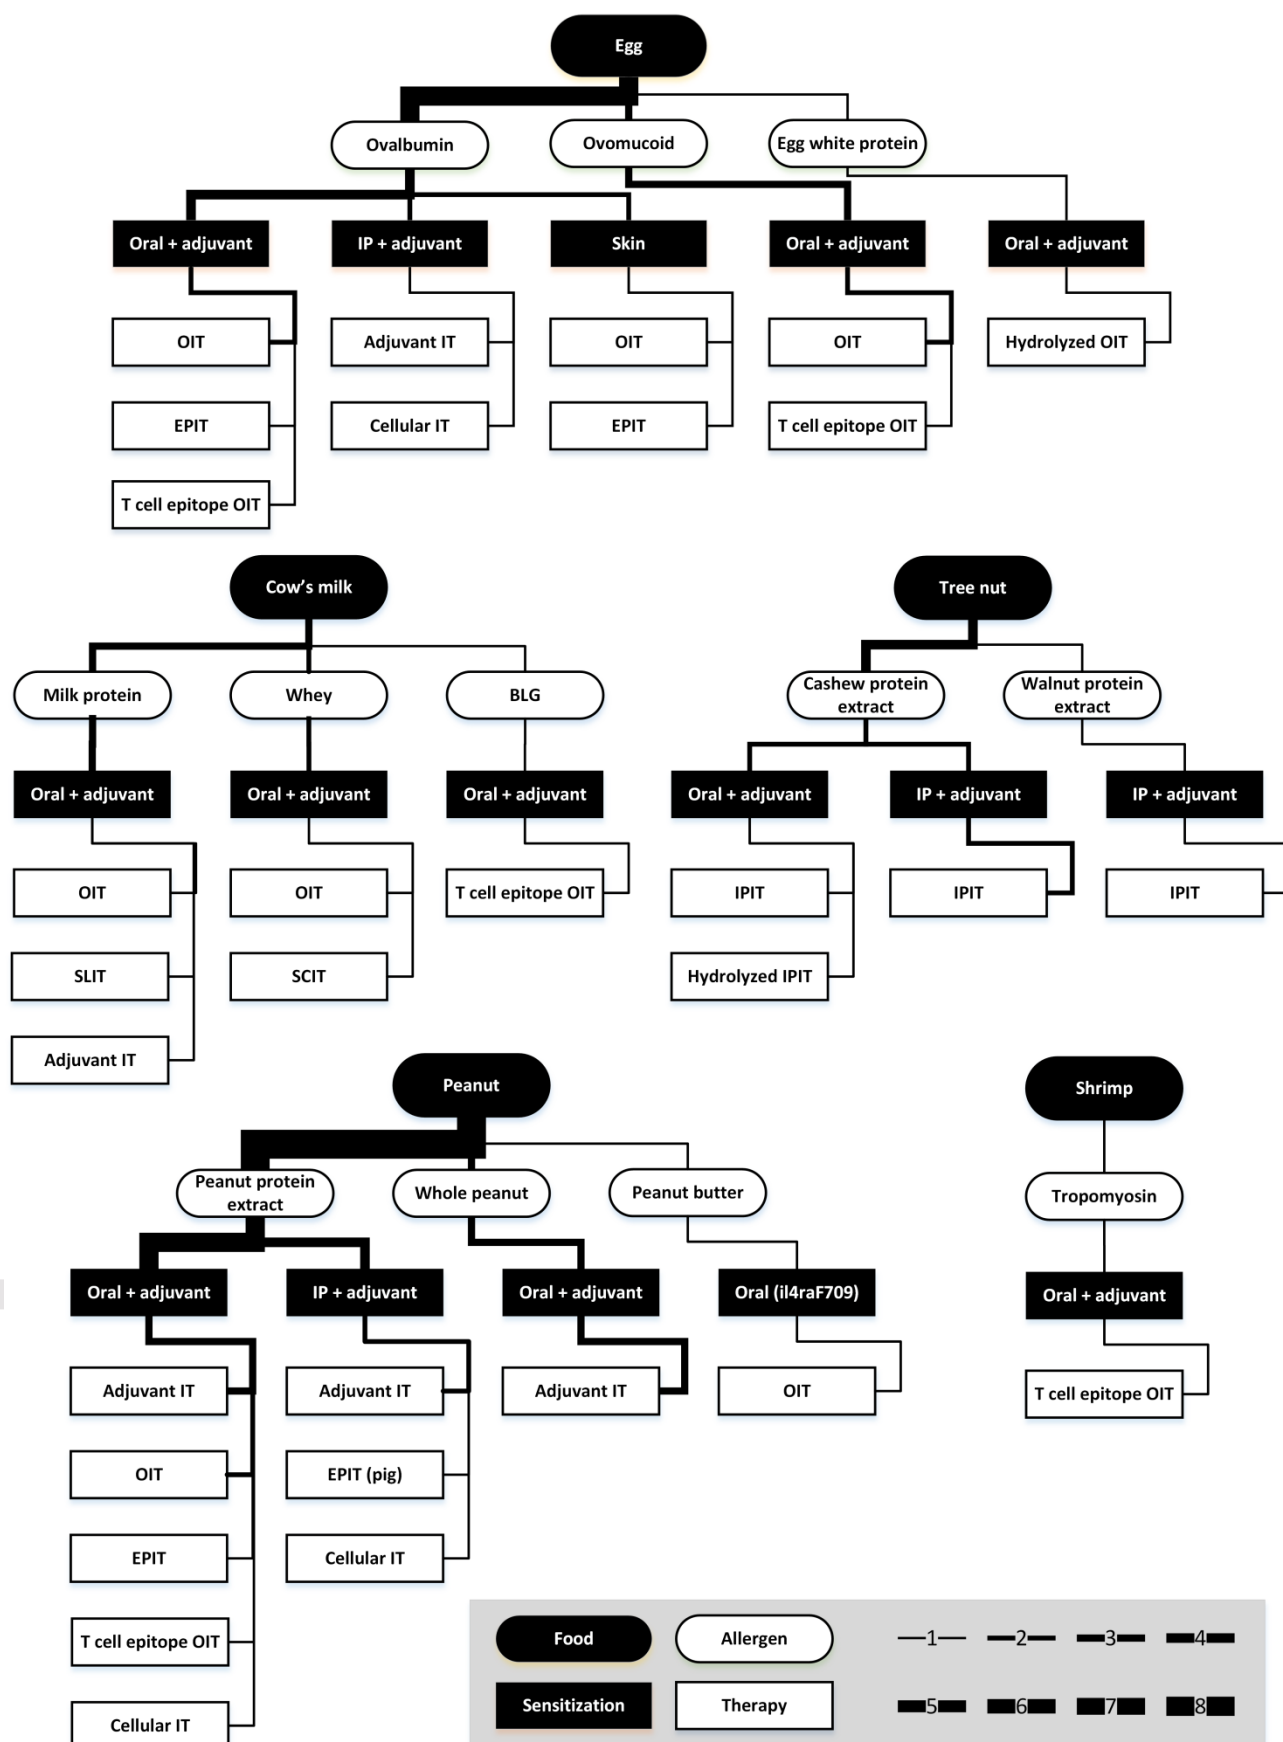 Egg
Ovalbumin
Ovomucoid
Egg white protein
Oral + adjuvant
IP + adjuvant
Skin
Oral + adjuvant
Oral + adjuvant
OIT
Adjuvant IT
OIT
OIT
Hydrolyzed OIT
EPIT
Cellular IT
EPIT
T cell epitope OIT
T cell epitope OIT
Cow's milk
Milk protein
Whey
BLG
Oral + adjuvant
Oral + adjuvant
Oral + adjuvant
OIT
OIT
T cell epitope OIT
SLIT
SCIT
Adjuvant IT
Tree nut
Cashew protein
extract
Walnut protein
extract
Oral + adjuvant
IP + adjuvant
IP + adjuvant
IPIT
IPIT
IPIT
Hydrolyzed IPIT
Peanut
Peanut protein
extract
Whole peanut
Peanut butter
Oral + adjuvant
IP + adjuvant
Oral + adjuvant
Oral (il4raF709)
Adjuvant IT
Adjuvant IT
Adjuvant IT
OIT
OIT
EPIT (pig)
EPIT
Cellular IT
T cell epitope OIT
Cellular IT
Shrimp
Tropomyosin
Oral + adjuvant
T cell epitope OIT
Food
Allergen
1
2
3
4
Sensitization
Therapy
5
6
7
8